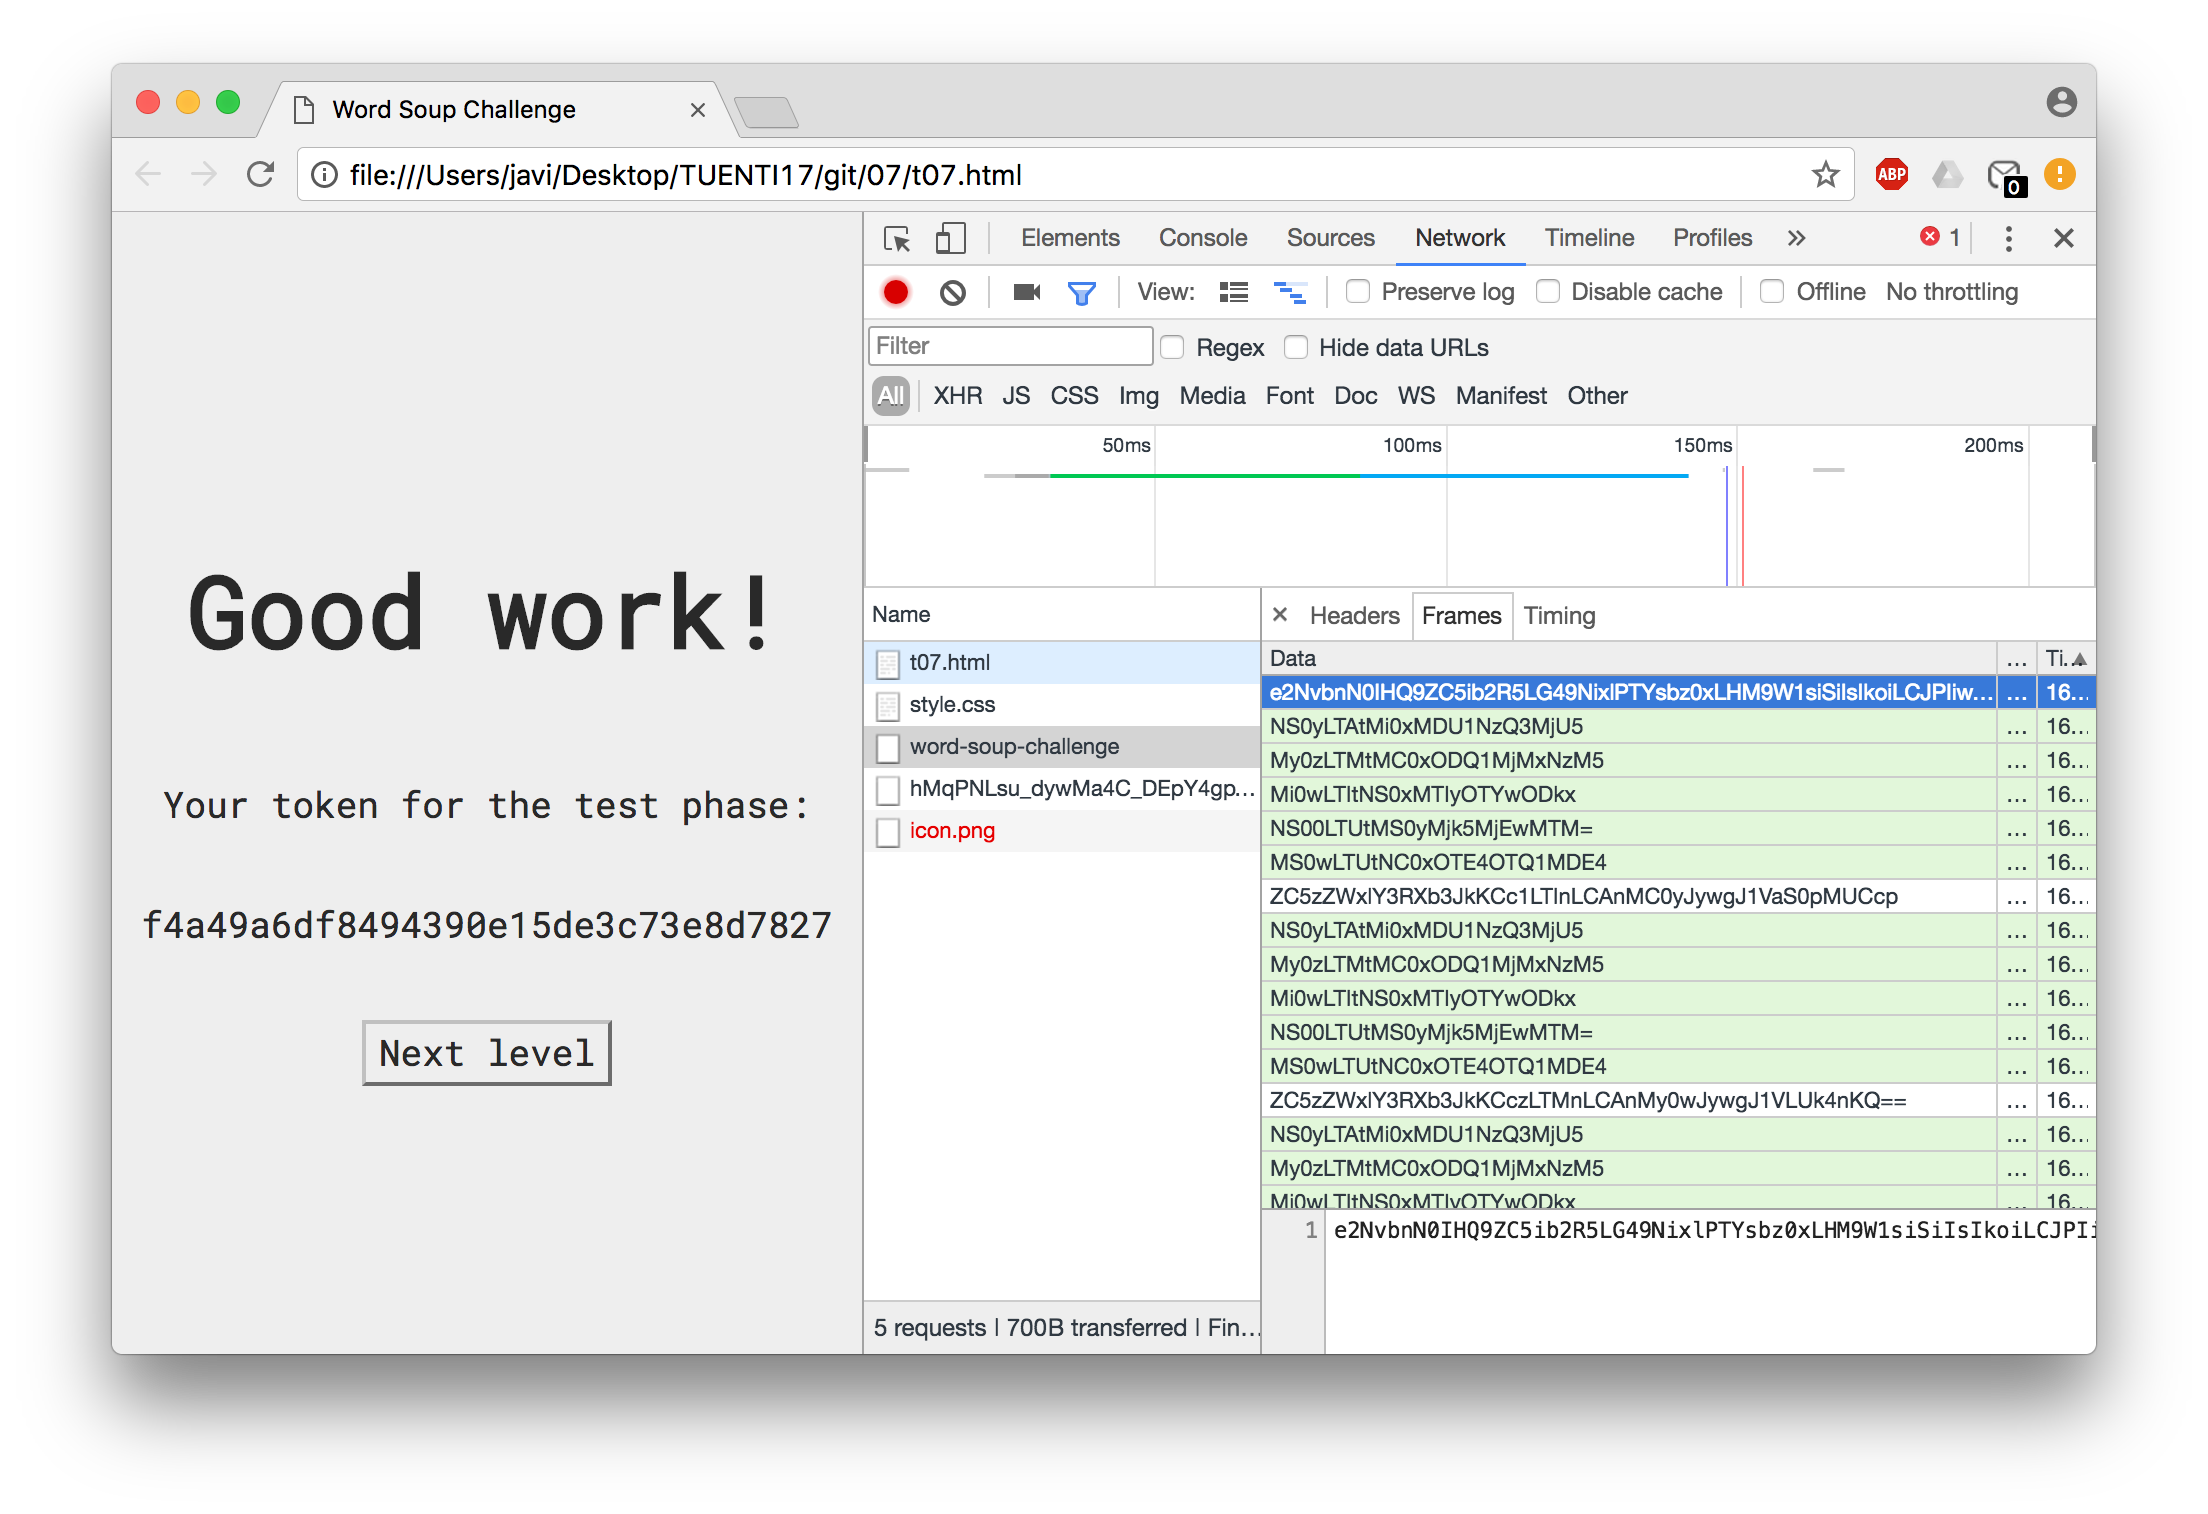 Word Soup Challenge
file:///Users/javi/Desktop/TUENTI17/git/07/t07.html
ABP
0
Good work!
Your token for the test phase:
f4a49a6df8494390e15de3c73e8d7827
Next level
Elements Console Sources Network Timeline Profiles » 1
View: Preserve log Disable cache Offline No throttling
Filter Regex Hide data URLs
All XHR JS CSS Img Media Font Doc WS Manifest Other
50ms 100ms 150ms 200ms
Name
t07.html
style.css
word-soup-challenge
hMqPNLsu_dywMa4C_DEpY4gp...
icon.png
5 requests | 700B transferred | Fin...
× Headers Frames Timing
Data ... Ti...
e2NvbnN0IHQ9ZC5ib2R5LG49NixlPTYsbz0xLHM9W1siSiIsIkoiLCJPIiw... ... 16...
NS0yLTAtMi0xMDU1NzQ3MjU5 ... 16...
My0zLTMtMC0xODQ1MjMxNzM5 ... 16...
Mi0wLTItNS0xMTIyOTYwODkx ... 16...
NS00LTUtMS0yMjk5MjEwMTM= ... 16...
MS0wLTUtNC0xOTE4OTQ1MDE4 ... 16...
ZC5zZWxlY3RXb3JkKCc1LTInLCAnMC0yJywgJ1VaS0pMUCcp ... 16...
NS0yLTAtMi0xMDU1NzQ3MjU5 ... 16...
My0zLTMtMC0xODQ1MjMxNzM5 ... 16...
Mi0wLTItNS0xMTIyOTYwODkx ... 16...
NS00LTUtMS0yMjk5MjEwMTM= ... 16...
MS0wLTUtNC0xOTE4OTQ1MDE4 ... 16...
ZC5zZWxlY3RXb3JkKCczLTMnLCAnMy0wJywgJ1VLUk4nKQ== ... 16...
NS0yLTAtMi0xMDU1NzQ3MjU5 ... 16...
My0zLTMtMC0xODQ1MjMxNzM5 ... 16...
Mi0wLTItNS0xMTIyOTYwODkx 16...
1 e2NvbnN0IHQ9ZC5ib2R5LG49NixlPTYsbz0xLHM9W1siSiIsIkoiLCJPIi